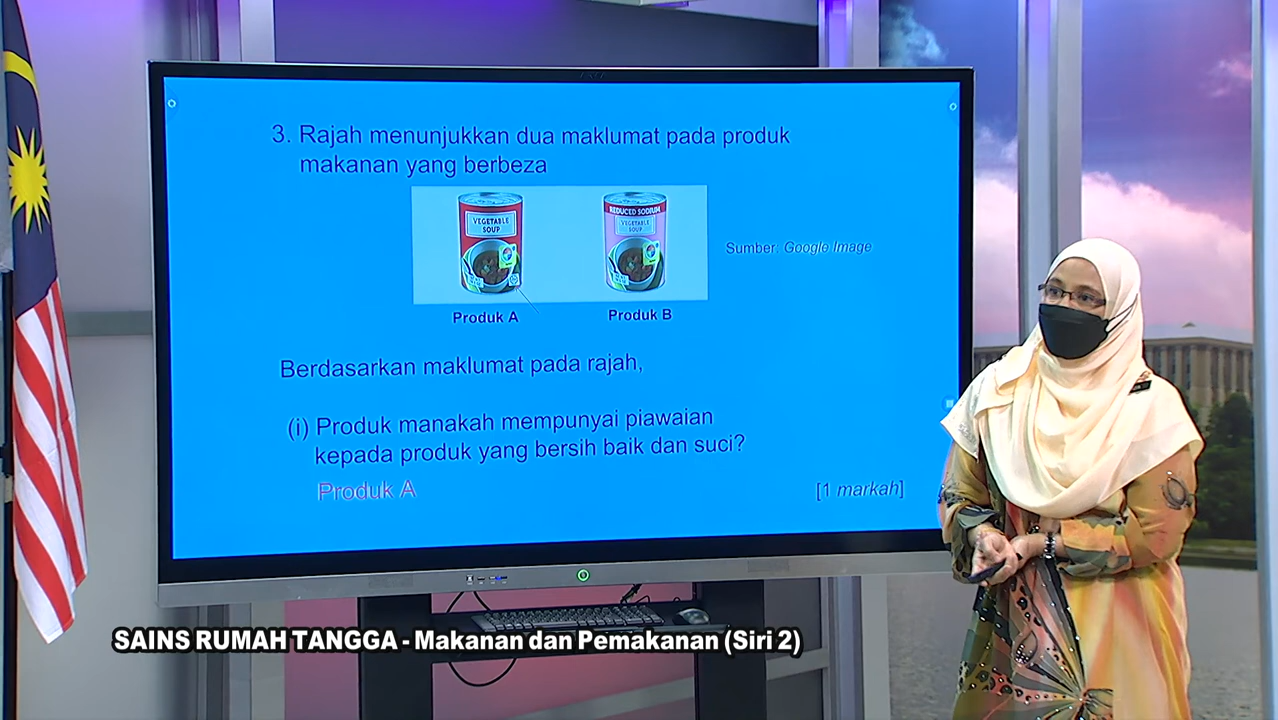 3. Rajah menunjukkan dua maklumat pada produk
makanan yang berbeza
VEGETABLE
SOUP
REDUCED SODIUM
VEGETABLE
SOUP
Sumber: Google Image
Produk A
Produk B
Berdasarkan maklumat pada rajah,
(i) Produk manakah mempunyai piawaian
kepada produk yang bersih baik dan suci?
Produk A
[1 markah]
SAINS RUMAH TANGGA - Makanan dan Pemakanan (Siri 2)